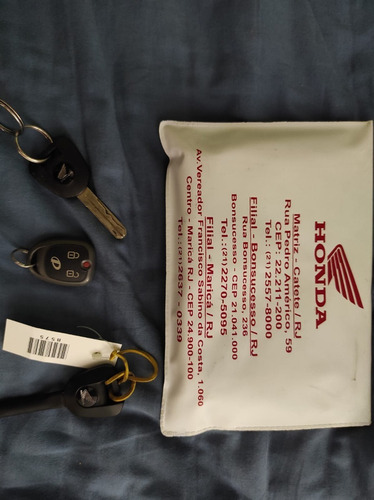 HONDA
Matriz - Catete / RJ
Rua Pedro Américo, 59
CEP: 22.211-200
Tel.: (21) 2557-8000
Filial - Bonsucesso / RJ
Rua Bonsucesso, 236
Bonsucesso - CEP 21.041.000
Tel.: (21) 2270-5095
Filial - Maricá / RJ
Av. Vereador Francisco Sabino da Costa, 1.060
Centro - Maricá RJ - CEP 24.900-100
Tel.: (21) 2637 - 0339
8575